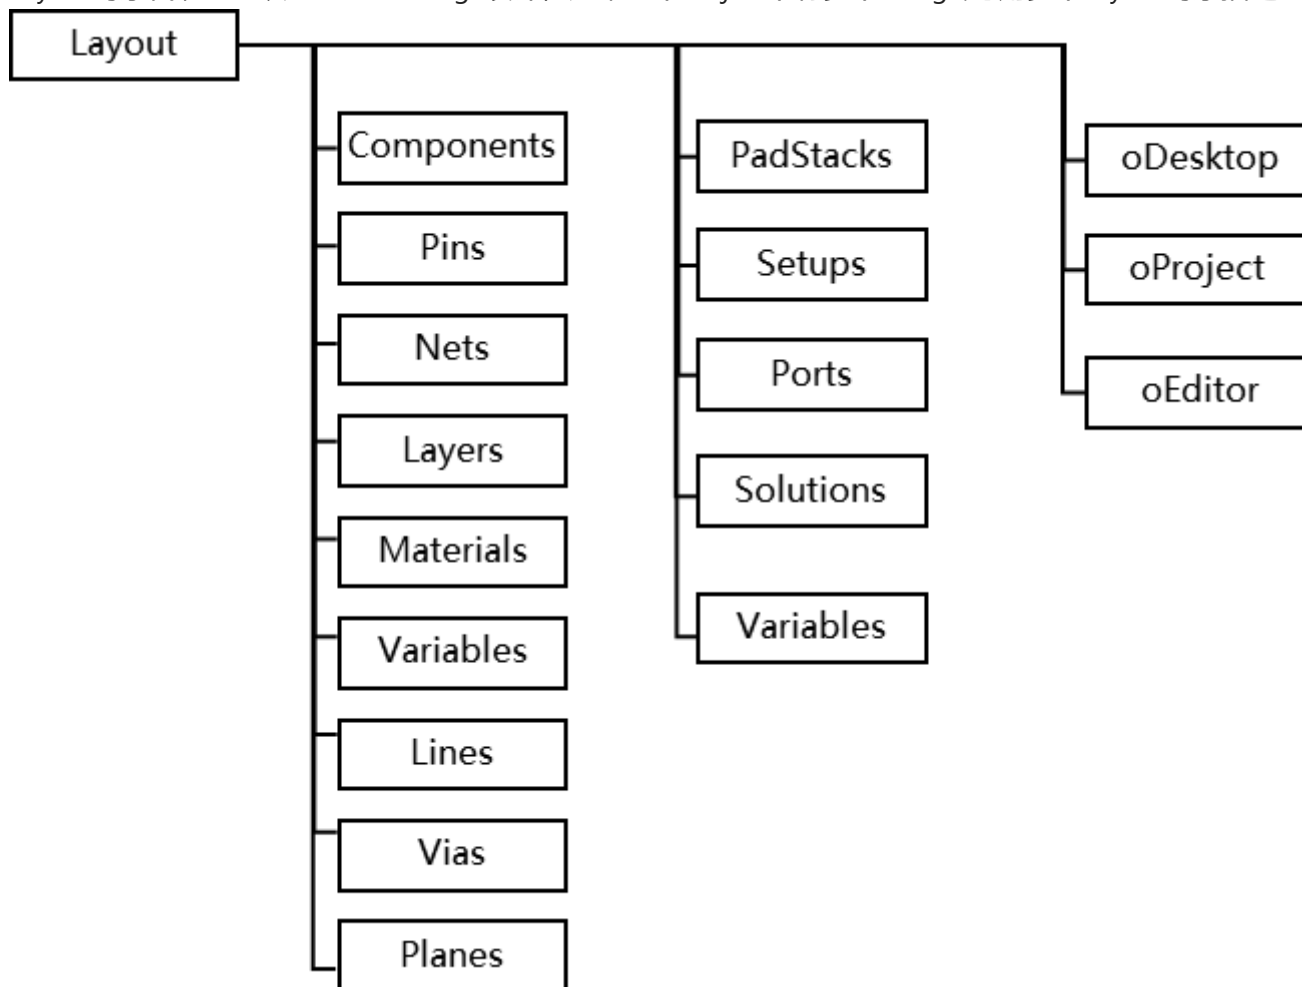 Layout
Components
Pins
Nets
Layers
Materials
Variables
Lines
Vias
Planes
PadStacks
Setups
Ports
Solutions
Variables
oDesktop
oProject
oEditor